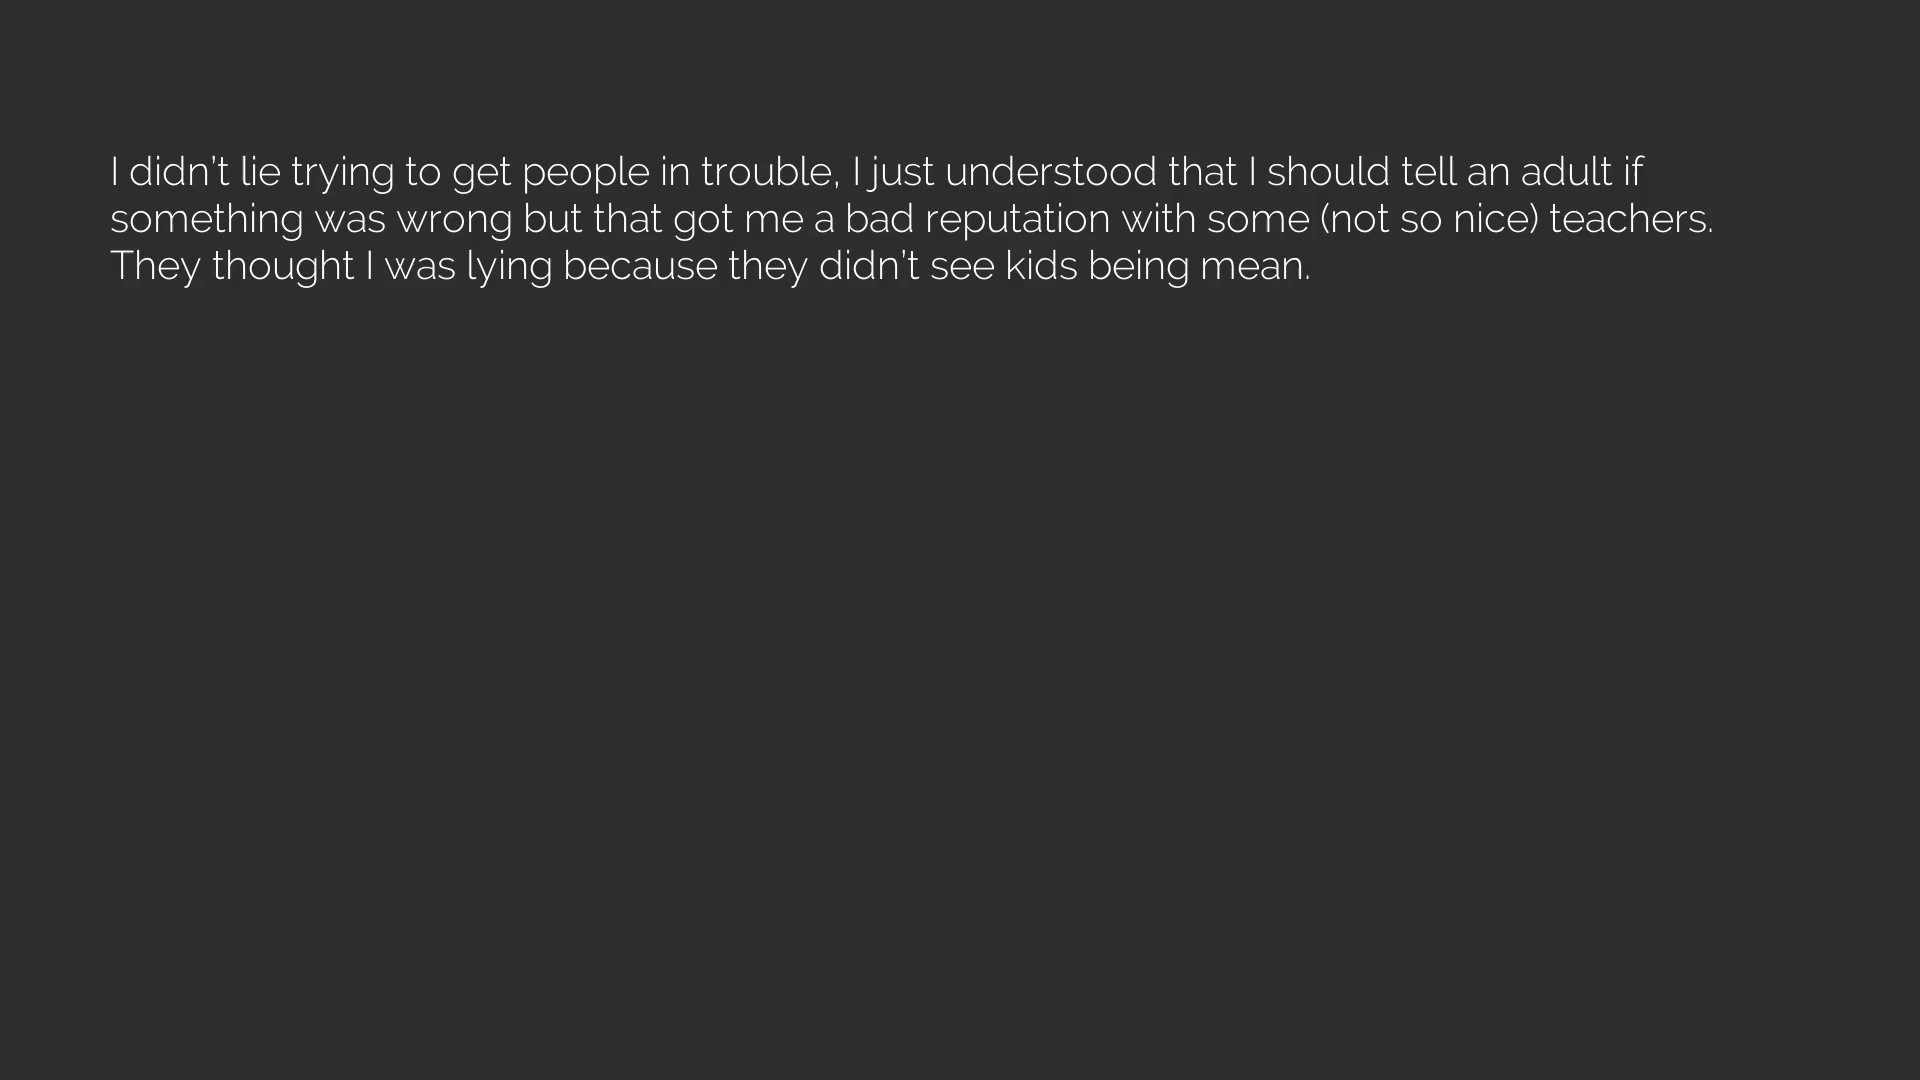 I didn’t lie trying to get people in trouble, I just understood that I should tell an adult if
something was wrong but that got me a bad reputation with some (not so nice) teachers.
They thought I was lying because they didn’t see kids being mean.